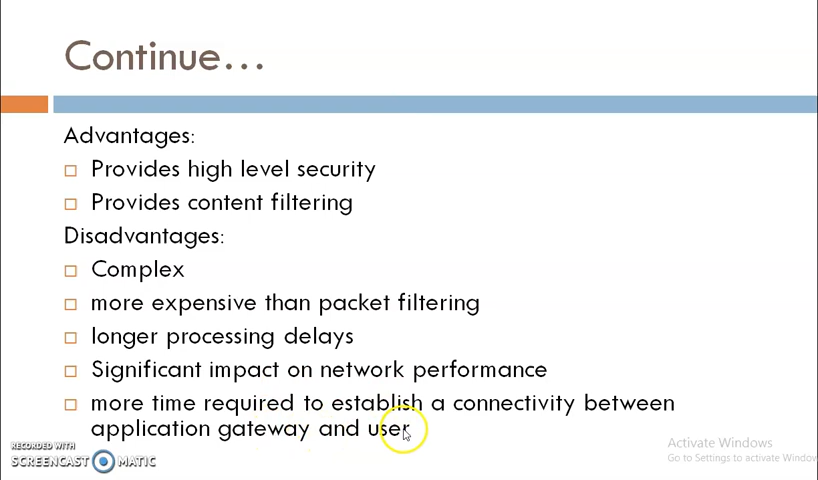 Continue...
Advantages:
Provides high level security
Provides content filtering
Disadvantages:
Complex
more expensive than packet filtering
longer processing delays
Significant impact on network performance
more time required to establish a connectivity between
application gateway and user
RECORDED WITH
SCREENCAST MATIC
Activate Windows
Go to Settings to activate Window